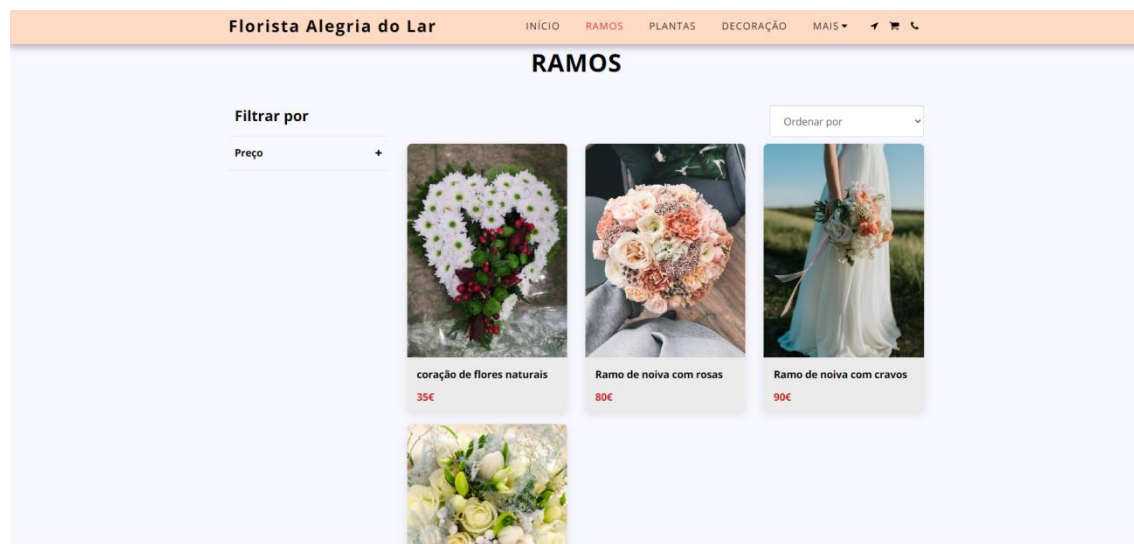 Florista Alegria do Lar
INÍCIO RAMOS PLANTAS DECORAÇÃO MAIS
RAMOS
Filtrar por
Ordenar por
Preço +
coração de flores naturais
35€
Ramo de noiva com rosas
80€
Ramo de noiva com cravos
90€